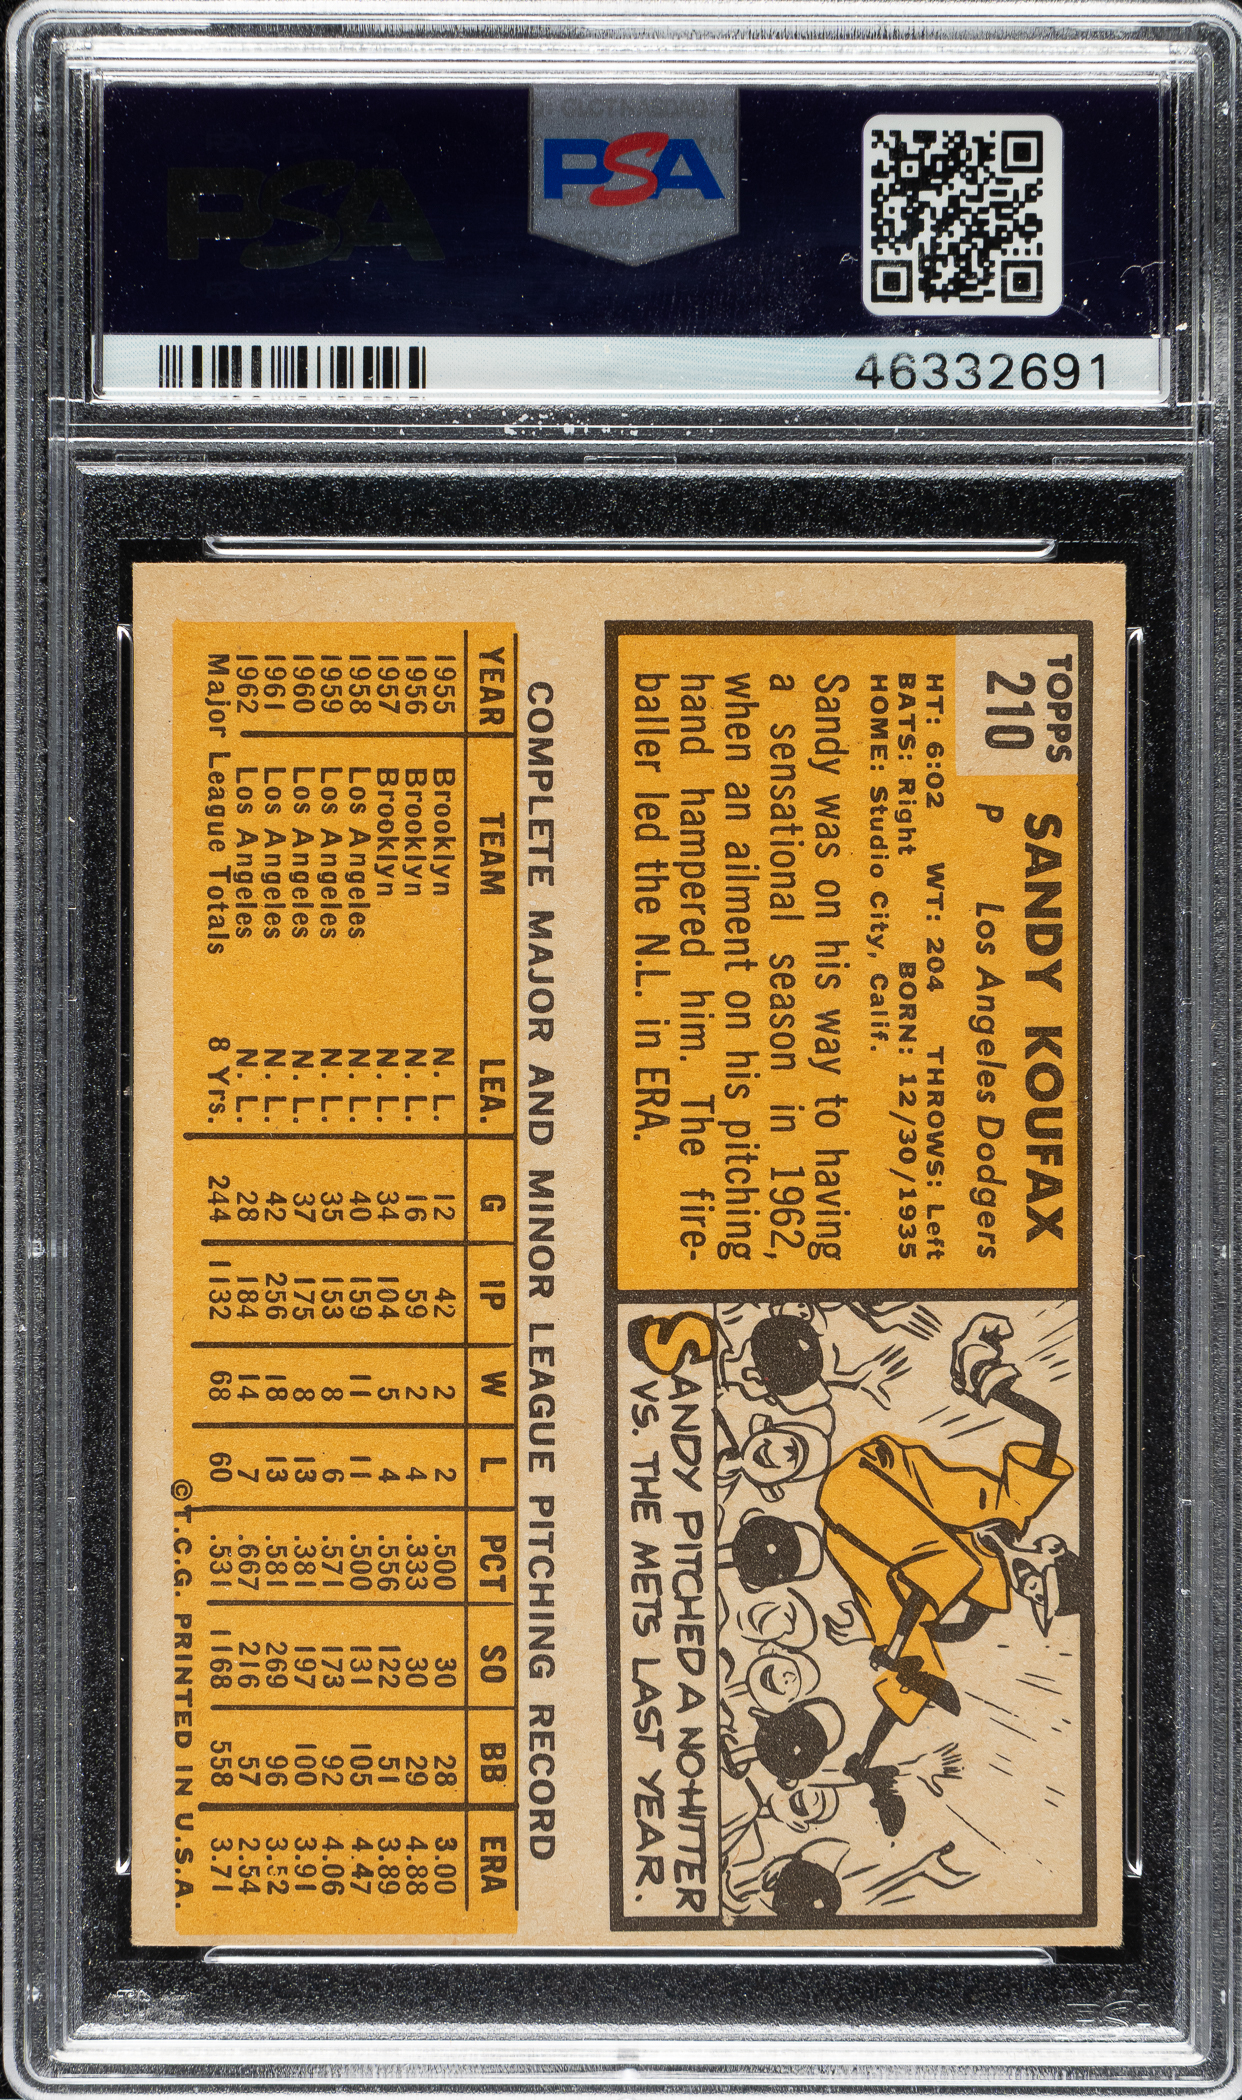 PSA
PSA
46332691
TOPPS
210
SANDY KOUFAX
P Los Angeles Dodgers
HT: 6:02 WT: 204 THROWS: Left
BATS: Right BORN: 12/30/1935
HOME: Studio City, Calif.
Sandy was on his way to having
a sensational season in 1962,
when an ailment on his pitching
hand hampered him. The fire-
baller led the N.L. in ERA.
SANDY PITCHED A NO-HITTER
VS. THE METS LAST YEAR.
COMPLETE MAJOR AND MINOR LEAGUE PITCHING RECORD
YEAR TEAM LEA. G IP W L PCT SO BB ERA
1955 Brooklyn N. L. 12 42 2 2 .500 30 28 3.00
1956 Brooklyn N. L. 16 59 2 4 .333 30 29 4.88
1957 Brooklyn N. L. 34 104 5 4 .556 122 51 3.89
1958 Los Angeles N. L. 40 159 11 11 .500 131 105 4.47
1959 Los Angeles N. L. 35 153 8 6 .571 173 92 4.06
1960 Los Angeles N. L. 37 175 8 13 .381 197 100 3.91
1961 Los Angeles N. L. 42 256 18 13 .581 269 96 3.52
1962 Los Angeles N. L. 28 184 14 7 .667 216 57 2.54
Major League Totals 8 Yrs. 244 1132 68 60 .531 1168 558 3.71
©T.C.G. PRINTED IN U.S.A.